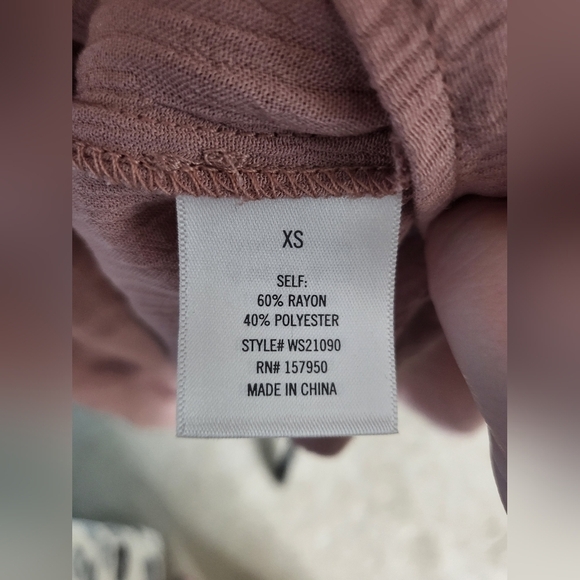 XS
SELF:
60% RAYON
40% POLYESTER
STYLE# WS21090
RN# 157950
MADE IN CHINA